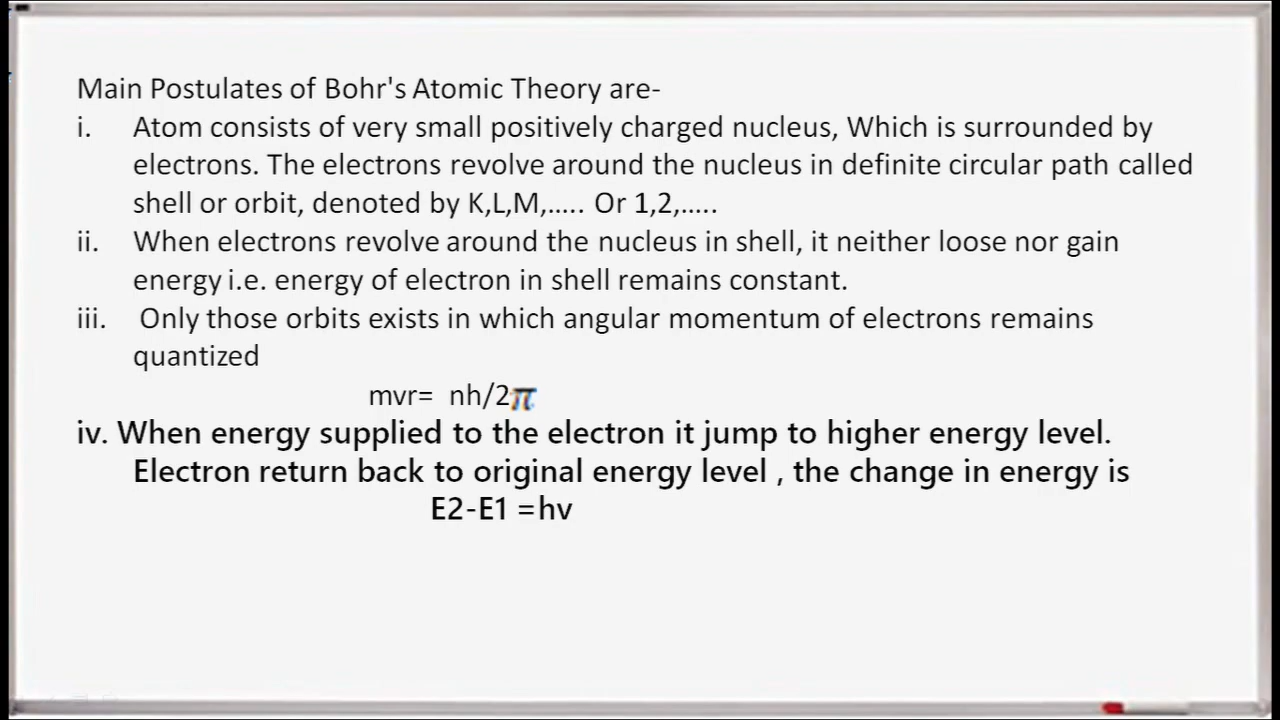 Main Postulates of Bohr's Atomic Theory are-
i. Atom consists of very small positively charged nucleus, Which is surrounded by
electrons. The electrons revolve around the nucleus in definite circular path called
shell or orbit, denoted by K,L,M,..... Or 1,2,.....
ii. When electrons revolve around the nucleus in shell, it neither loose nor gain
energy i.e. energy of electron in shell remains constant.
iii. Only those orbits exists in which angular momentum of electrons remains
quantized
mvr= nh/2π
iv. When energy supplied to the electron it jump to higher energy level.
Electron return back to original energy level , the change in energy is
E2-E1 =hv